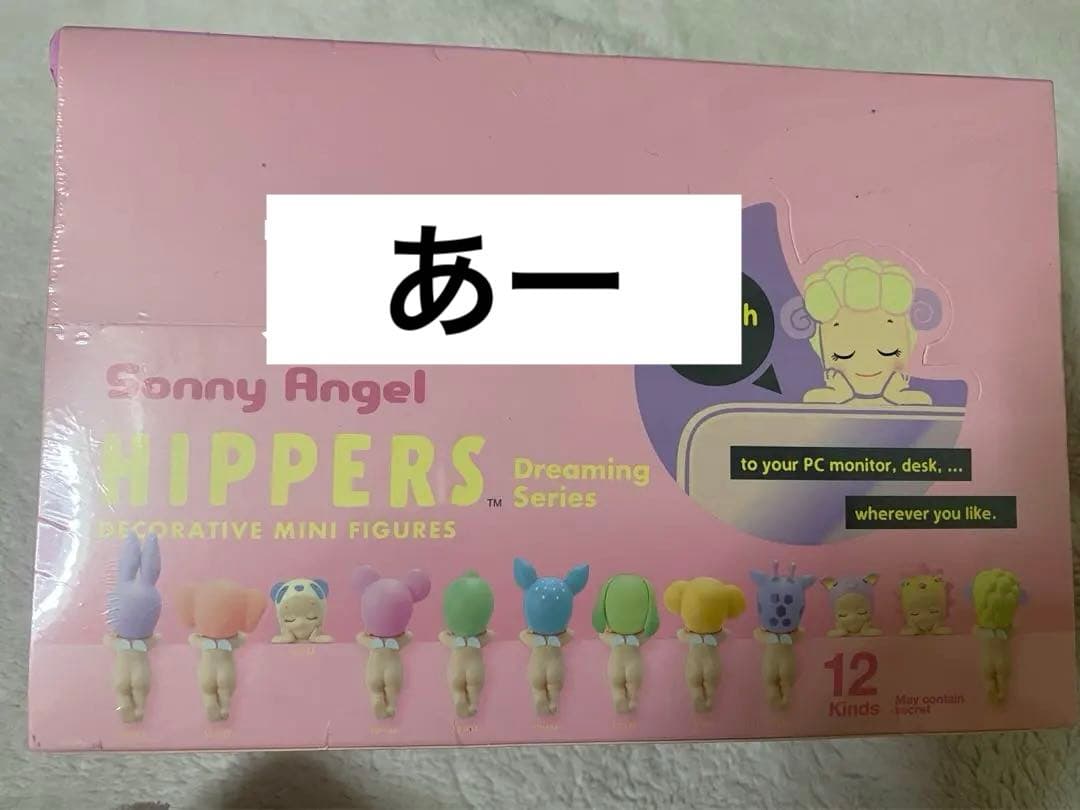 あー
h
Sonny Angel
HIPPERS TM
Dreaming
Series
DECORATIVE MINI FIGURES
to your PC monitor, desk, ...
wherever you like.
12
Kinds
May contain
secret